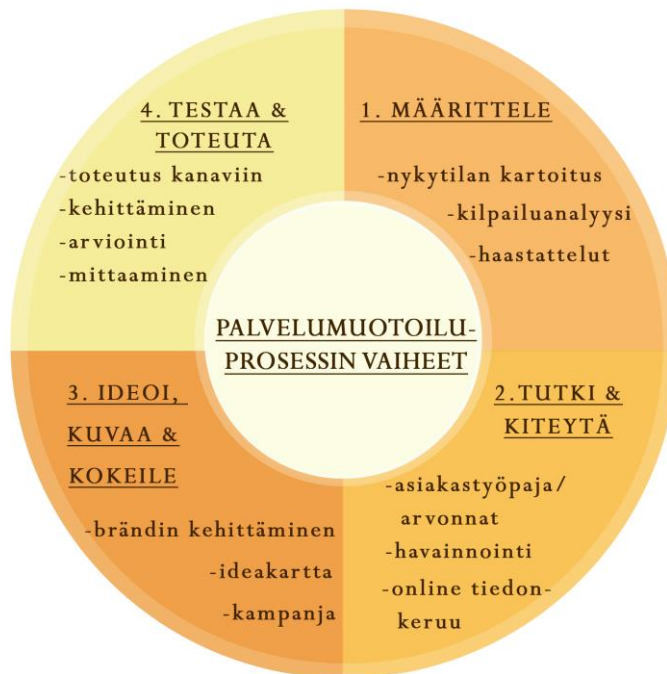 PALVELUMUOTOILU-
PROSESSIN VAIHEET
1. MÄÄRITTELE
-nykytilan kartoitus
-kilpailuanalyysi
-haastattelut
2.TUTKI &
KITEYTÄ
-asiakastyöpaja/
arvonnat
-havainnointi
-online tiedon-
keruu
3. IDEOI,
KUVAA &
KOKEILE
-brändin kehittäminen
-ideakartta
-kampanja
4. TESTAA &
TOTEUTA
-toteutus kanaviin
-kehittäminen
-arviointi
-mittaaminen